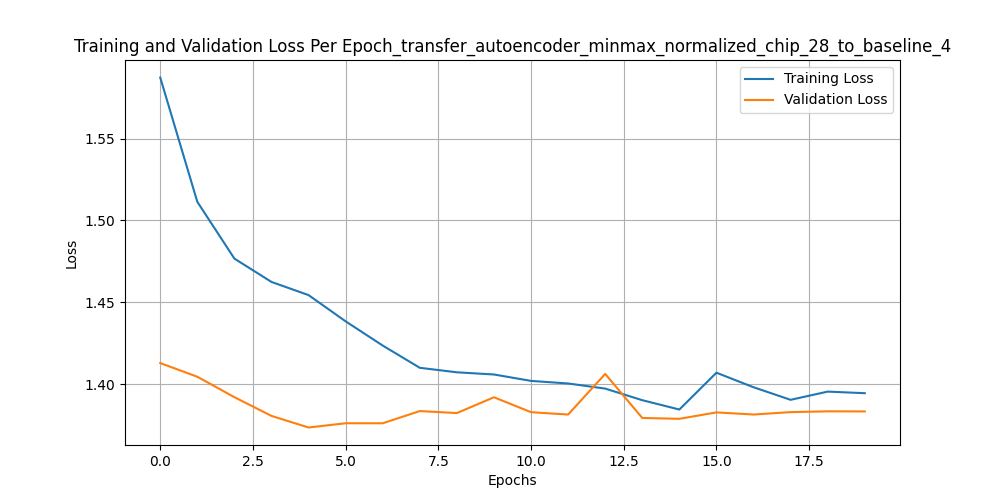 Training and Validation Loss Per Epoch_transfer_autoencoder_minmax_normalized_chip_28_to_baseline_4
Training Loss
Validation Loss
Loss
1.55
1.50
1.45
1.40
0.0 2.5 5.0 7.5 10.0 12.5 15.0 17.5
Epochs